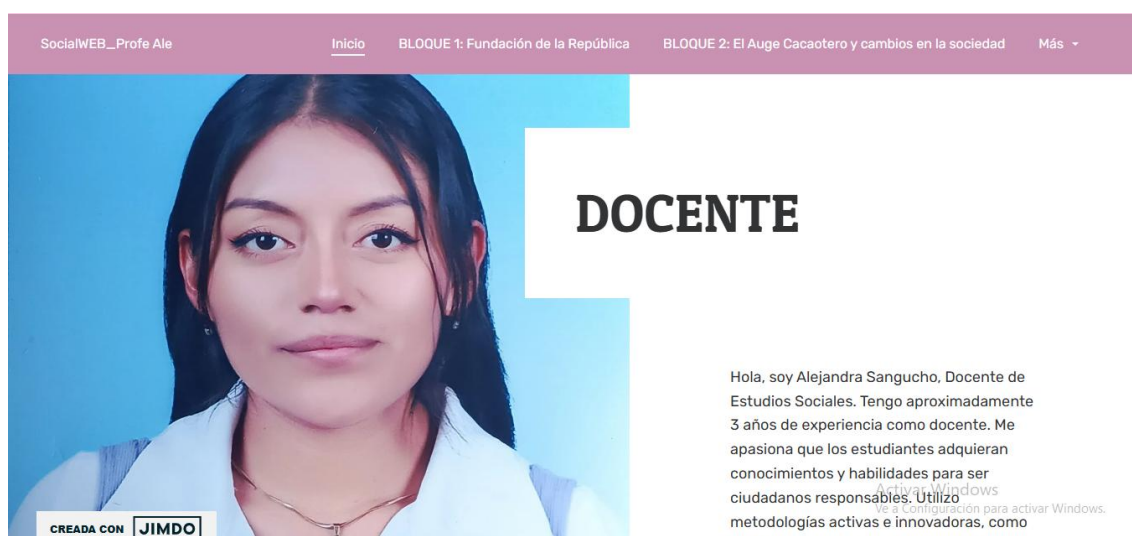 SocialWEB_Profe Ale
Inicio
BLOQUE 1: Fundación de la República
BLOQUE 2: El Auge Cacaotero y cambios en la sociedad
Más
DOCENTE
Hola, soy Alejandra Sangucho, Docente de
Estudios Sociales. Tengo aproximadamente
3 años de experiencia como docente. Me
apasiona que los estudiantes adquieran
conocimientos y habilidades para ser
ciudadanos responsables. Utilizo
metodologías activas e innovadoras, como
Activar Windows
Ve a Configuración para activar Windows.
CREADA CON JIMDO